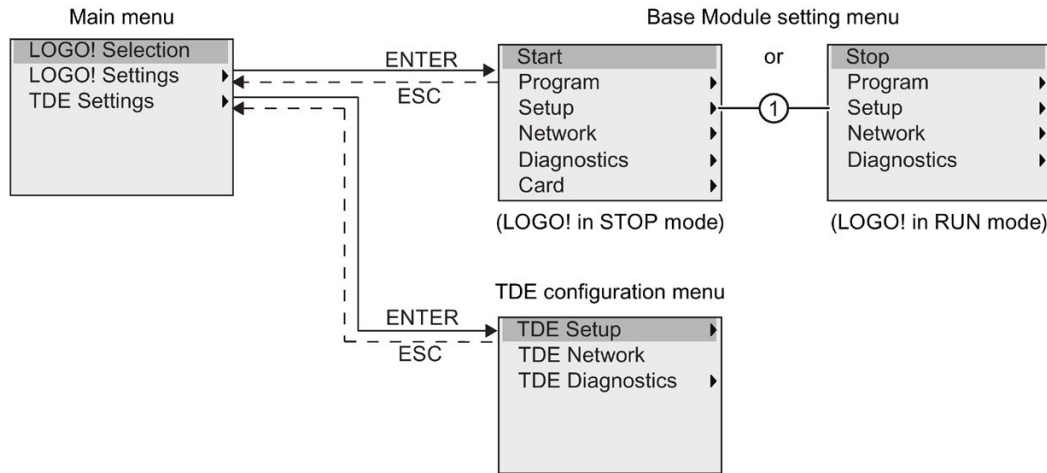 Main menu
LOGO! Selection
LOGO! Settings
TDE Settings
ENTER
ESC
Base Module setting menu
Start
Program
Setup
Network
Diagnostics
Card
(LOGO! in STOP mode)
or
1
Stop
Program
Setup
Network
Diagnostics
(LOGO! in RUN mode)
ENTER
ESC
TDE configuration menu
TDE Setup
TDE Network
TDE Diagnostics